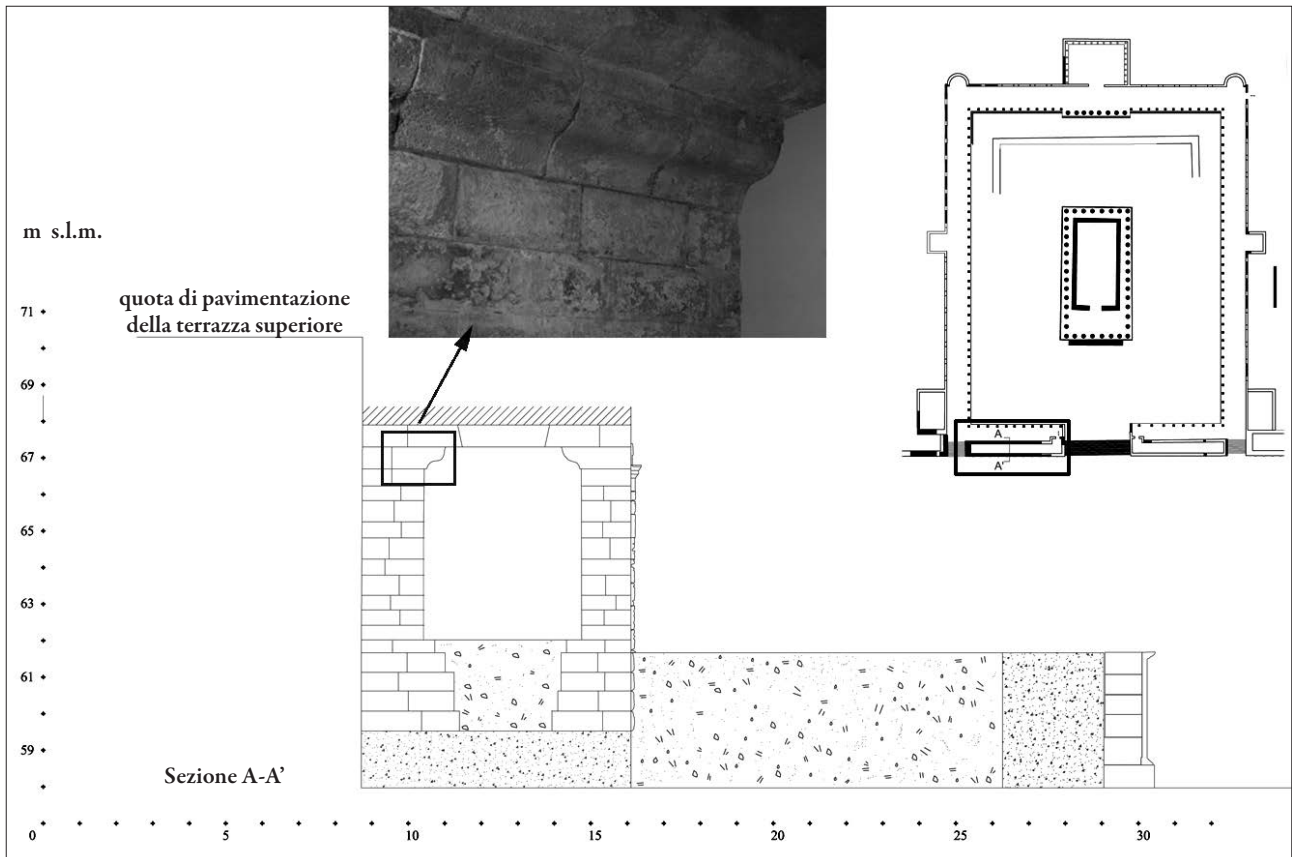 m s.l.m.
quota di pavimentazione
della terrazza superiore
71
69
67
65
63
61
59
Sezione A-A’
0
5
10
15
20
25
30
A
A'